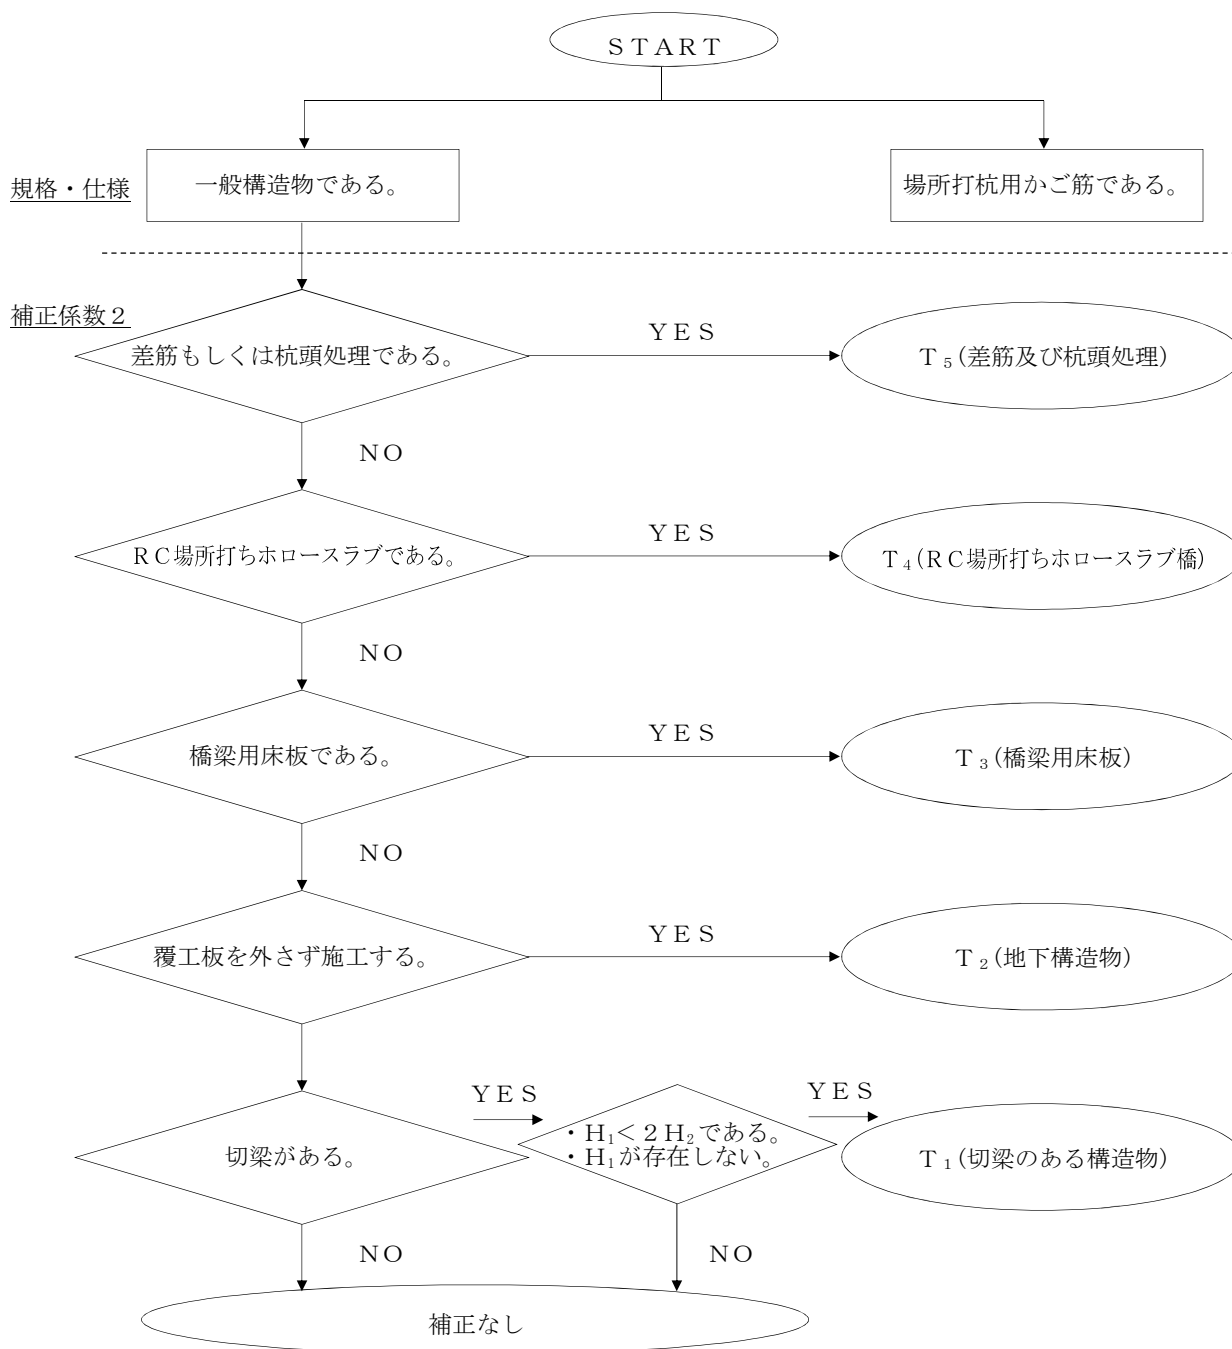 ＳＴＡＲＴ
規格・仕様
一般構造物である。
場所打杭用かご筋である。
補正係数２
差筋もしくは杭頭処理である。
ＹＥＳ
Ｔ₅(差筋及び杭頭処理)
ＮＯ
ＲＣ場所打ちホロースラブである。
ＹＥＳ
Ｔ₄(ＲＣ場所打ちホロースラブ橋)
ＮＯ
橋梁用床板である。
ＹＥＳ
Ｔ₃(橋梁用床板)
ＮＯ
覆工板を外さず施工する。
ＹＥＳ
Ｔ₂(地下構造物)
切梁がある。
ＹＥＳ
・Ｈ₁＜２Ｈ₂である。
・Ｈ₁が存在しない。
ＹＥＳ
Ｔ₁(切梁のある構造物)
ＮＯ
ＮＯ
補正なし